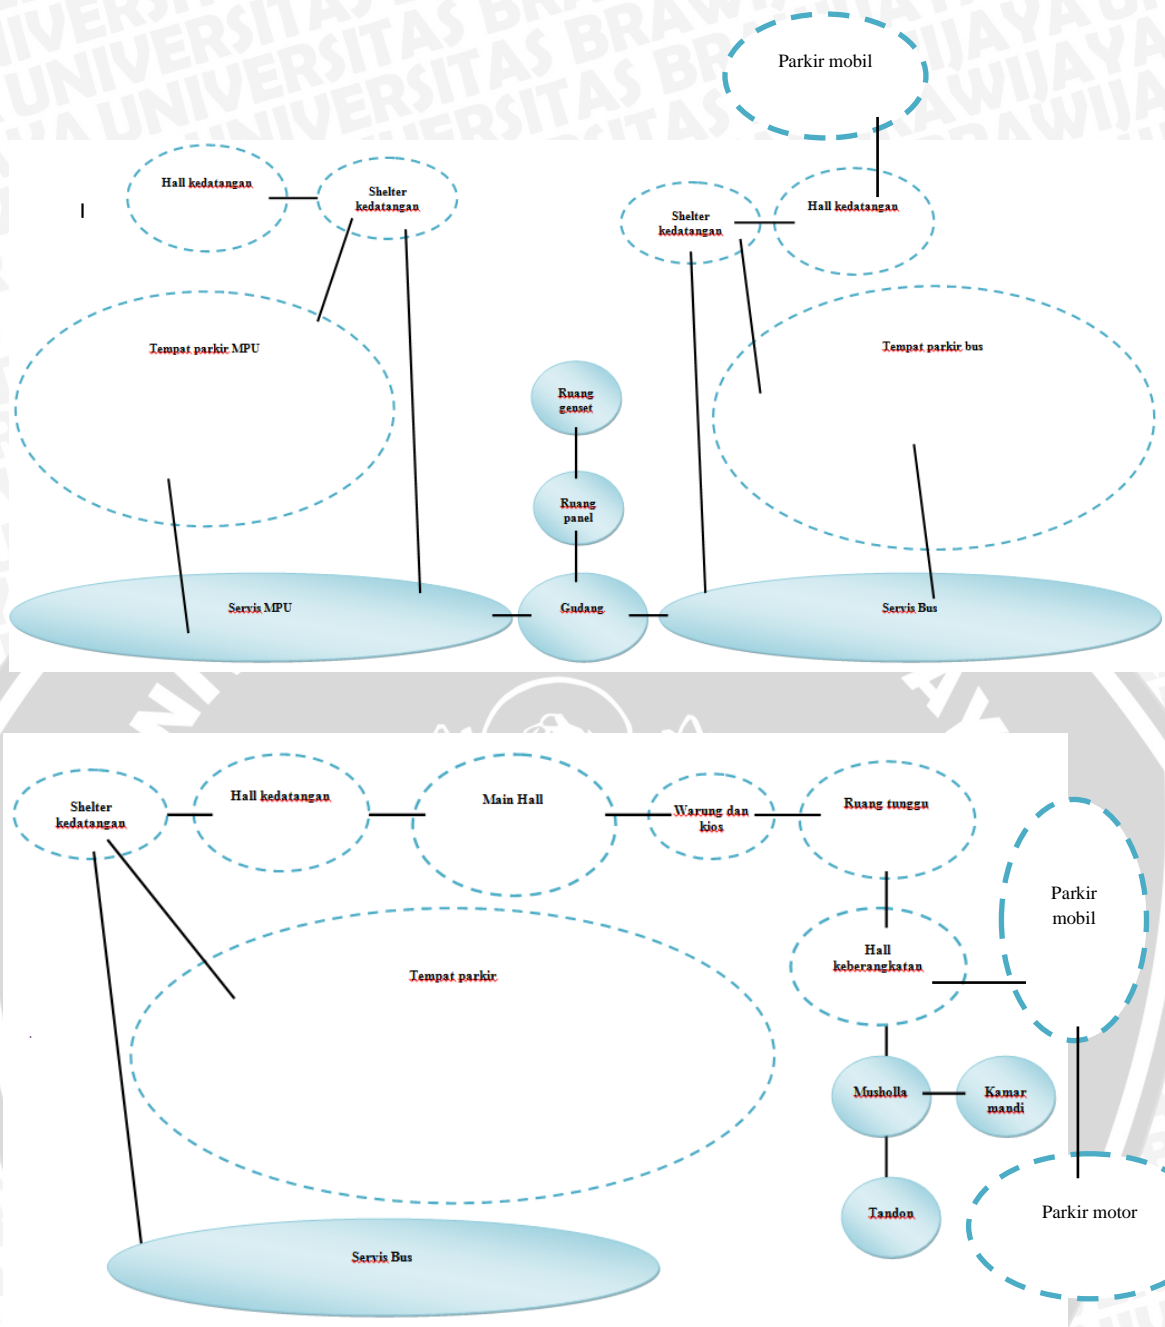 UNIVERSITAS BRAWIJAYA
Parkir mobil
Hall kedatangan
Shelter
kedatangan
Shelter
kedatangan
Hall kedatangan
Tempat parkir MPU
Tempat parkir bus
Ruang
genset
Ruang
panel
Servis MPU
Gudang
Servis Bus
Shelter
kedatangan
Hall kedatangan
Main Hall
Warung dan
kios
Ruang tunggu
Parkir
mobil
Hall
keberangkatan
Tempat parkir
Musholla
Kamar
mandi
Tandon
Parkir motor
Servis Bus